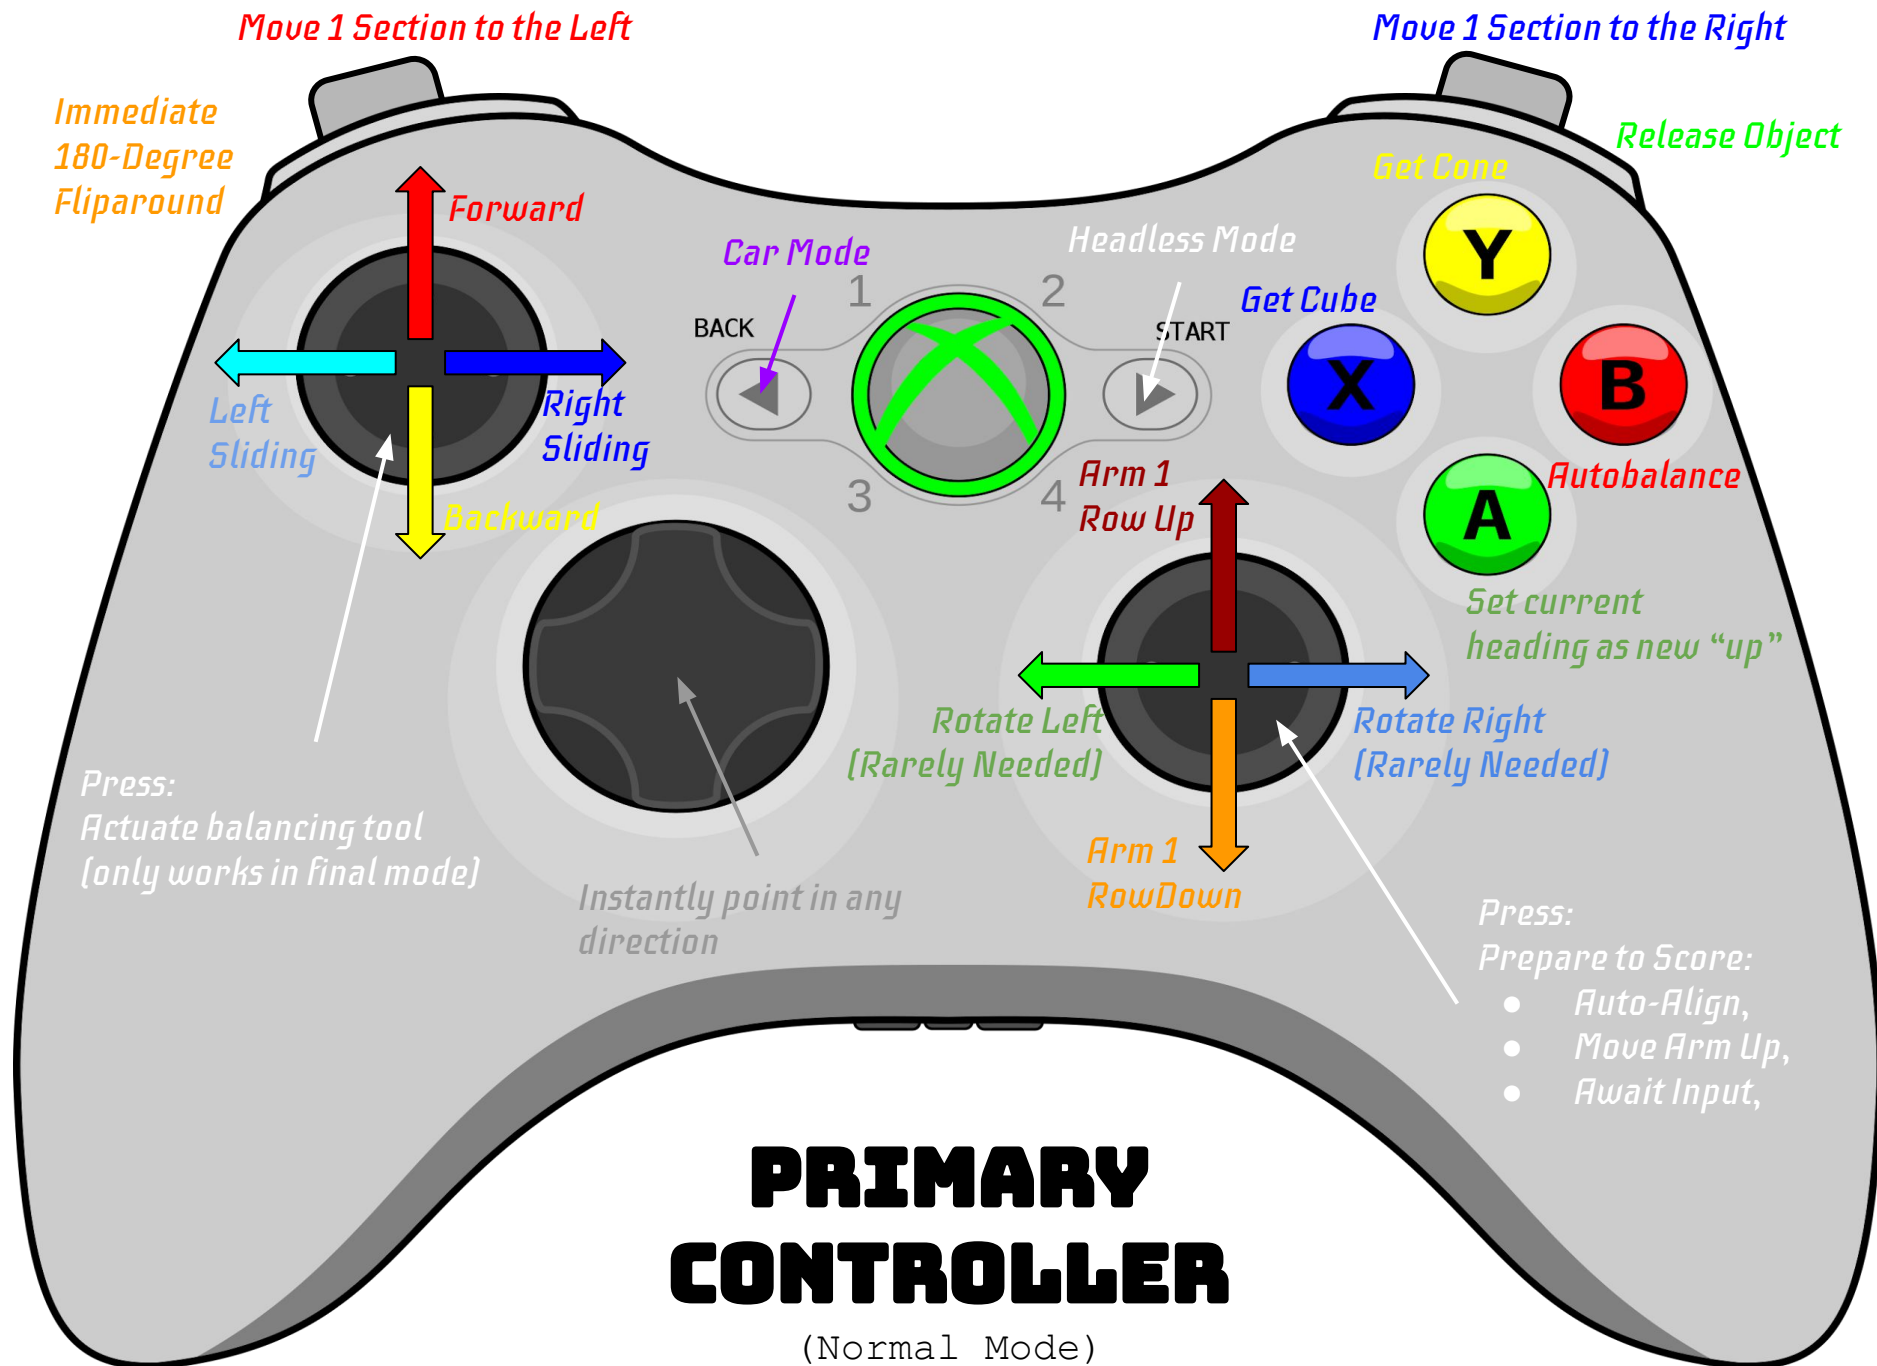 Move 1 Section to the Left
Move 1 Section to the Right
Immediate
180-Degree
Fliparound
Release Object
Get Cone
Forward
Car Mode
Headless Mode
Y
1
2
Get Cube
BACK
START
X
B
Left
Sliding
Right
Sliding
3
4
Arm 1
Row Up
Autobalance
A
Backward
Set current
heading as new “up”
Rotate Left
(Rarely Needed)
Rotate Right
(Rarely Needed)
Press:
Actuate balancing tool
(only works in final mode)
Arm 1
RowDown
Instantly point in any
direction
Press:
Prepare to Score:
● Auto-Align,
● Move Arm Up,
● Await Input,
PRIMARY
CONTROLLER
(Normal Mode)